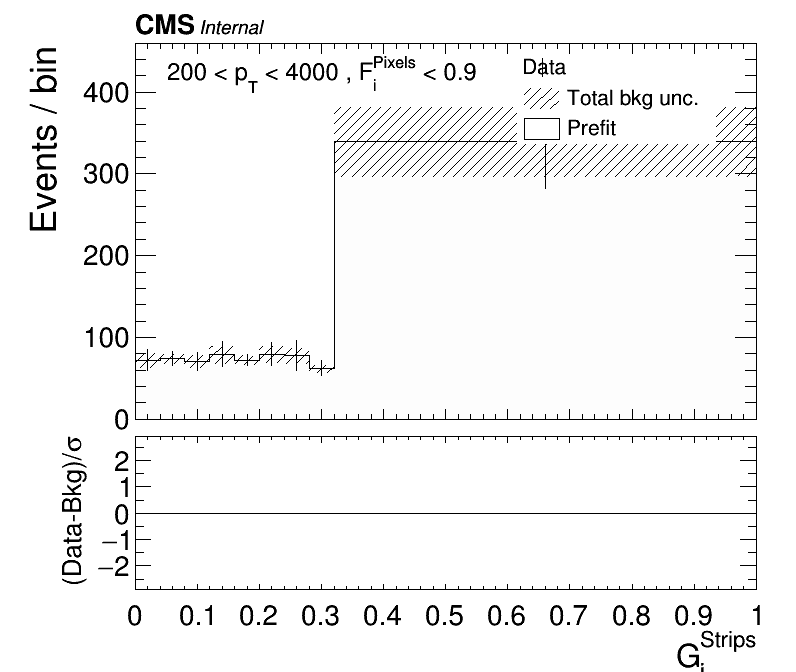 CMS Internal
200 < p_T < 4000 , F_i^Pixels < 0.9
Data
Total bkg unc.
Prefit
Events / bin
400
300
200
100
0
(Data-Bkg)/σ
2
1
0
−1
−2
0 0.1 0.2 0.3 0.4 0.5 0.6 0.7 0.8 0.9 1
G_i^Strips